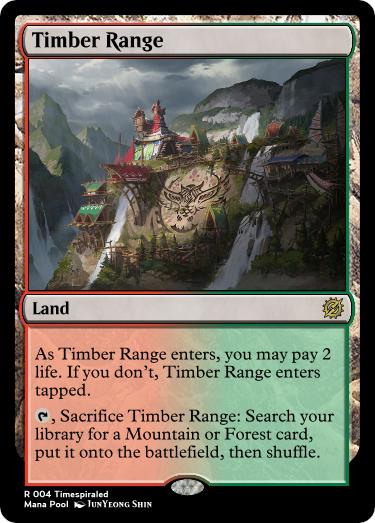 Timber Range
Land
As Timber Range enters, you may pay 2
life. If you don't, Timber Range enters
tapped.
, Sacrifice Timber Range: Search your
library for a Mountain or Forest card,
put it onto the battlefield, then shuffle.
R 004 Timespiraled
Mana Pool JunYeong Shin